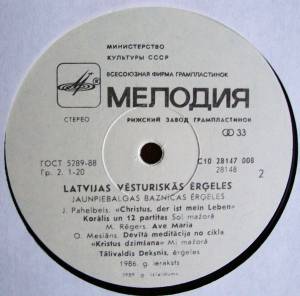 МИНИСТЕРСТВО
КУЛЬТУРЫ СССР
ВСЕСОЮЗНАЯ ФИРМА ГРАМПЛАСТИНОК
МЕЛОДИЯ
СТЕРЕО
РИЖСКИЙ ЗАВОД ГРАМПЛАСТИНОК
33
ГОСТ 5289-88
Гр. 2. 1-20
С10 28147 008
28148
2
LATVIJAS VĒSTURISKĀS ĒRĢELES
JAUNPIEBALGAS BAZNĪCAS ĒRĢELES
J. Pahelbels. «Christus, der ist mein Leben»
Korālis un 12 partitas Sol mažorā
M. Rēgers. Ave Maria
O. Mesiāns. Devītā meditācija no cikla
«Kristus dzimšana» Mi mažorā
Tālivaldis Deksnis, ērģeles
1986. g. ieraksts
1989. g. izlaidums